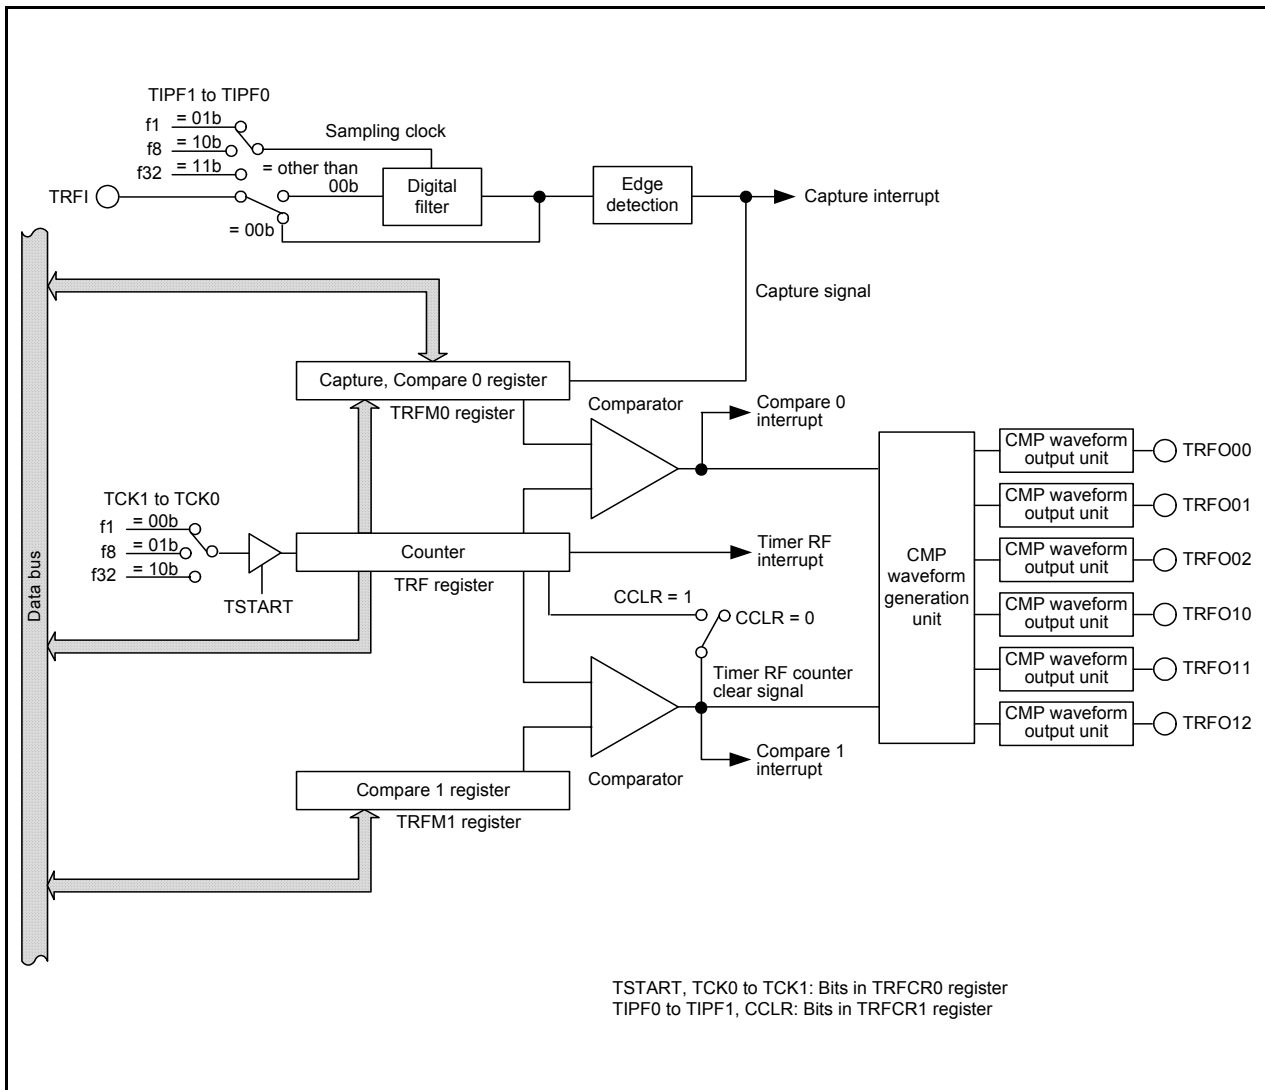 TIPF1 to TIPF0
f1
= 01b
f8
= 10b
f32
= 11b
Sampling clock
= other than
00b
TRFI
= 00b
Digital
filter
Edge
detection
Capture interrupt
Capture signal
Capture, Compare 0 register
TRFM0 register
Comparator
Compare 0
interrupt
TCK1 to TCK0
f1
= 00b
f8
= 01b
f32
= 10b
TSTART
Counter
TRF register
Timer RF
interrupt
CCLR = 1
CCLR = 0
Timer RF counter
clear signal
Compare 1
interrupt
Comparator
Compare 1 register
TRFM1 register
Data bus
CMP
waveform
generation
unit
CMP waveform
output unit
TRFO00
CMP waveform
output unit
TRFO01
CMP waveform
output unit
TRFO02
CMP waveform
output unit
TRFO10
CMP waveform
output unit
TRFO11
CMP waveform
output unit
TRFO12
TSTART, TCK0 to TCK1: Bits in TRFCR0 register
TIPF0 to TIPF1, CCLR: Bits in TRFCR1 register